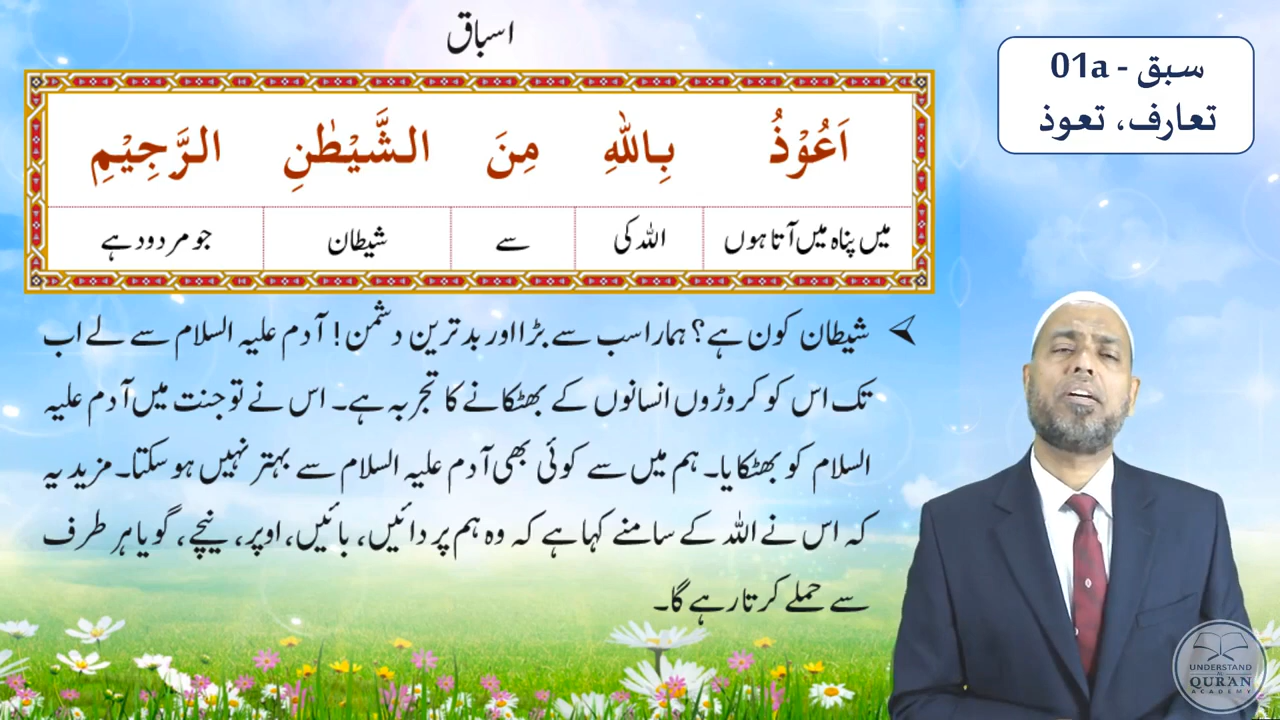 اسباق
سبق - 01a
تعارف، تعوذ
اَعُوْذُ بِاللّٰهِ مِنَ الشَّيْطٰنِ الرَّجِيْمِ
میں پناہ میں آتا ہوں اللہ کی سے شیطان جو مردود ہے
شیطان کون ہے؟ ہمارا سب سے بڑا اور بدترین دشمن! آدم علیہ السلام سے لے اب
تک اس کو کروڑوں انسانوں کے بھٹکانے کا تجربہ ہے۔ اس نے تو جنت میں آدم علیہ
السلام کو بھٹکایا۔ ہم میں سے کوئی بھی آدم علیہ السلام سے بہتر نہیں ہو سکتا۔ مزید یہ
کہ اس نے اللہ کے سامنے کہا ہے کہ وہ ہم پر دائیں، بائیں، اوپر، نیچے، گویا ہر طرف
سے حملے کرتا رہے گا۔
UNDERSTAND
QURAN
ACADEMY